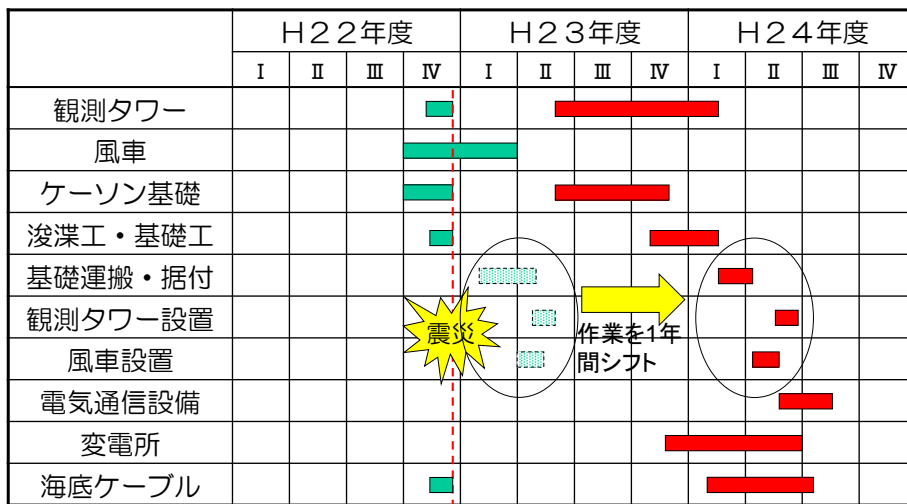 H22年度 H23年度 H24年度
Ⅰ Ⅱ Ⅲ Ⅳ Ⅰ Ⅱ Ⅲ Ⅳ Ⅰ Ⅱ Ⅲ Ⅳ
観測タワー
風車
ケーソン基礎
浚渫工・基礎工
基礎運搬・据付
観測タワー設置
震災
作業を1年
間シフト
風車設置
電気通信設備
変電所
海底ケーブル